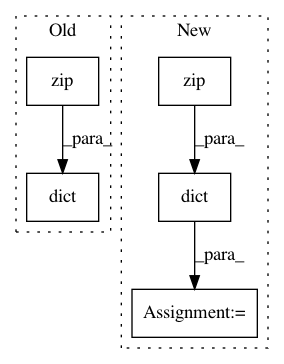 Old
New
zip
zip
_para_
_para_
dict
dict
_para_
Assignment:=